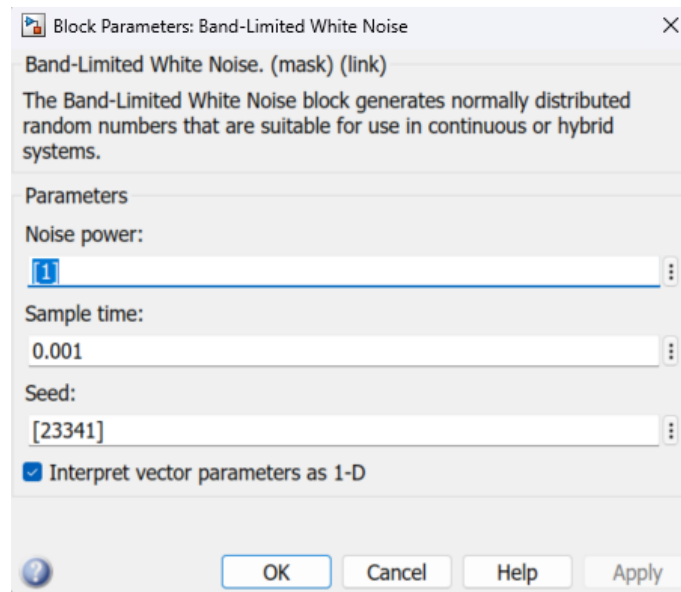 Block Parameters: Band-Limited White Noise
Band-Limited White Noise. (mask) (link)
The Band-Limited White Noise block generates normally distributed
random numbers that are suitable for use in continuous or hybrid
systems.
Parameters
Noise power:
[1]
Sample time:
0.001
Seed:
[23341]
Interpret vector parameters as 1-D
OK Cancel Help Apply